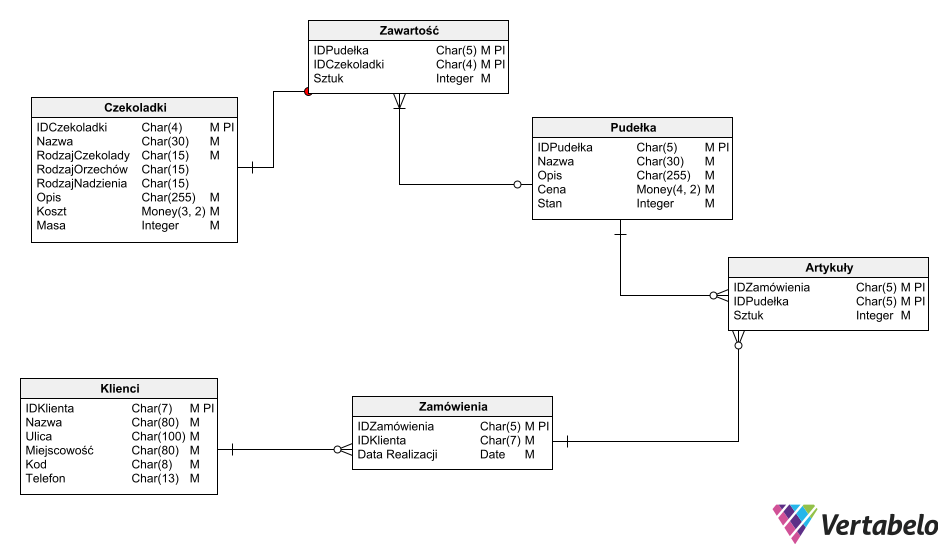 Zawartość
IDPudełka Char(5) M PI
IDCzekoladki Char(4) M PI
Sztuk Integer M
Czekoladki
IDCzekoladki Char(4) M PI
Nazwa Char(30) M
RodzajCzekolady Char(15) M
RodzajOrzechów Char(15)
RodzajNadzienia Char(15)
Opis Char(255) M
Koszt Money(3, 2) M
Masa Integer M
Pudełka
IDPudełka Char(5) M PI
Nazwa Char(30) M
Opis Char(255) M
Cena Money(4, 2) M
Stan Integer M
Artykuły
IDZamówienia Char(5) M PI
IDPudełka Char(5) M PI
Sztuk Integer M
Klienci
IDKlienta Char(7) M PI
Nazwa Char(80) M
Ulica Char(100) M
Miejscowość Char(80) M
Kod Char(8) M
Telefon Char(13) M
Zamówienia
IDZamówienia Char(5) M PI
IDKlienta Char(7) M
Data Realizacji Date M
Vertabelo